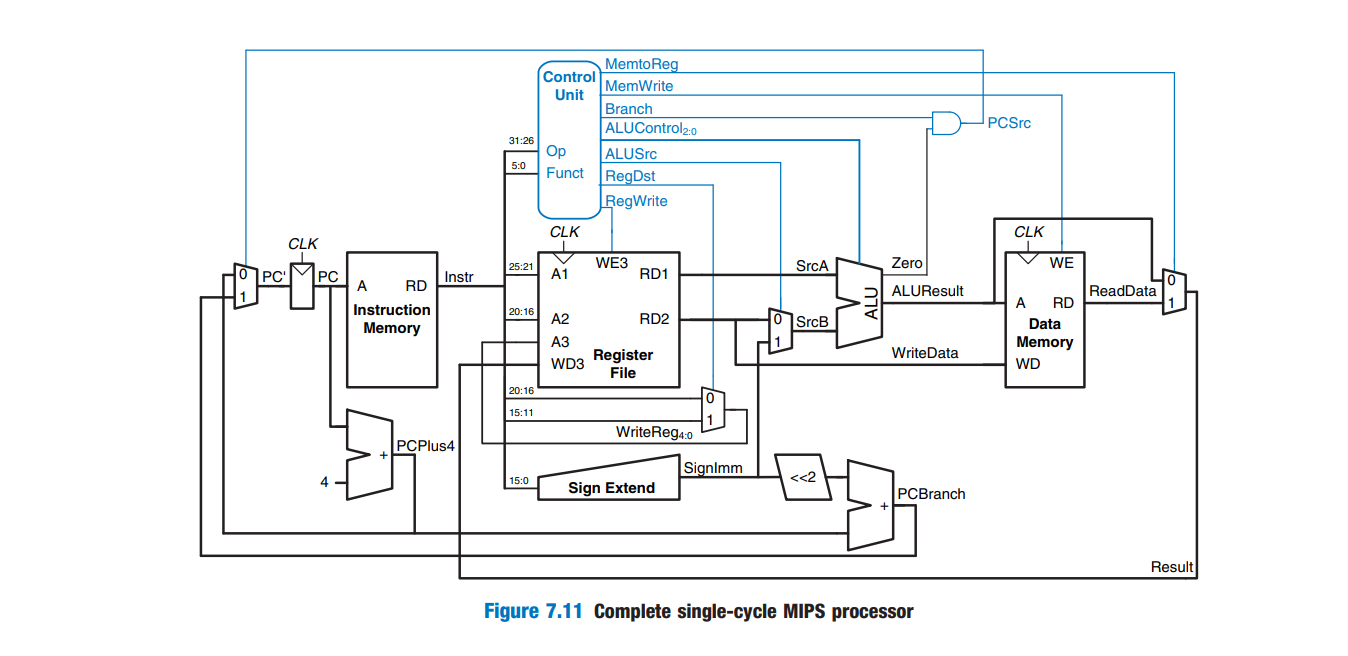 MemtoReg
Control Unit
MemWrite
Branch
ALUControl2:0
PCSrc
31:26
Op
ALUSrc
5:0
Funct
RegDst
RegWrite
CLK
CLK
CLK
0
PC'
PC
1
A
RD
Instr
Instruction
Memory
25:21
A1
WE3
RD1
20:16
A2
RD2
A3
WD3
Register
File
SrcA
0
SrcB
1
ALU
Zero
ALUResult
WriteData
WE
A
RD
Data
Memory
WD
ReadData
0
1
20:16
0
15:11
1
WriteReg4:0
+
PCPlus4
4
15:0
Sign Extend
SignImm
<<2
+
PCBranch
Result
Figure 7.11 Complete single-cycle MIPS processor